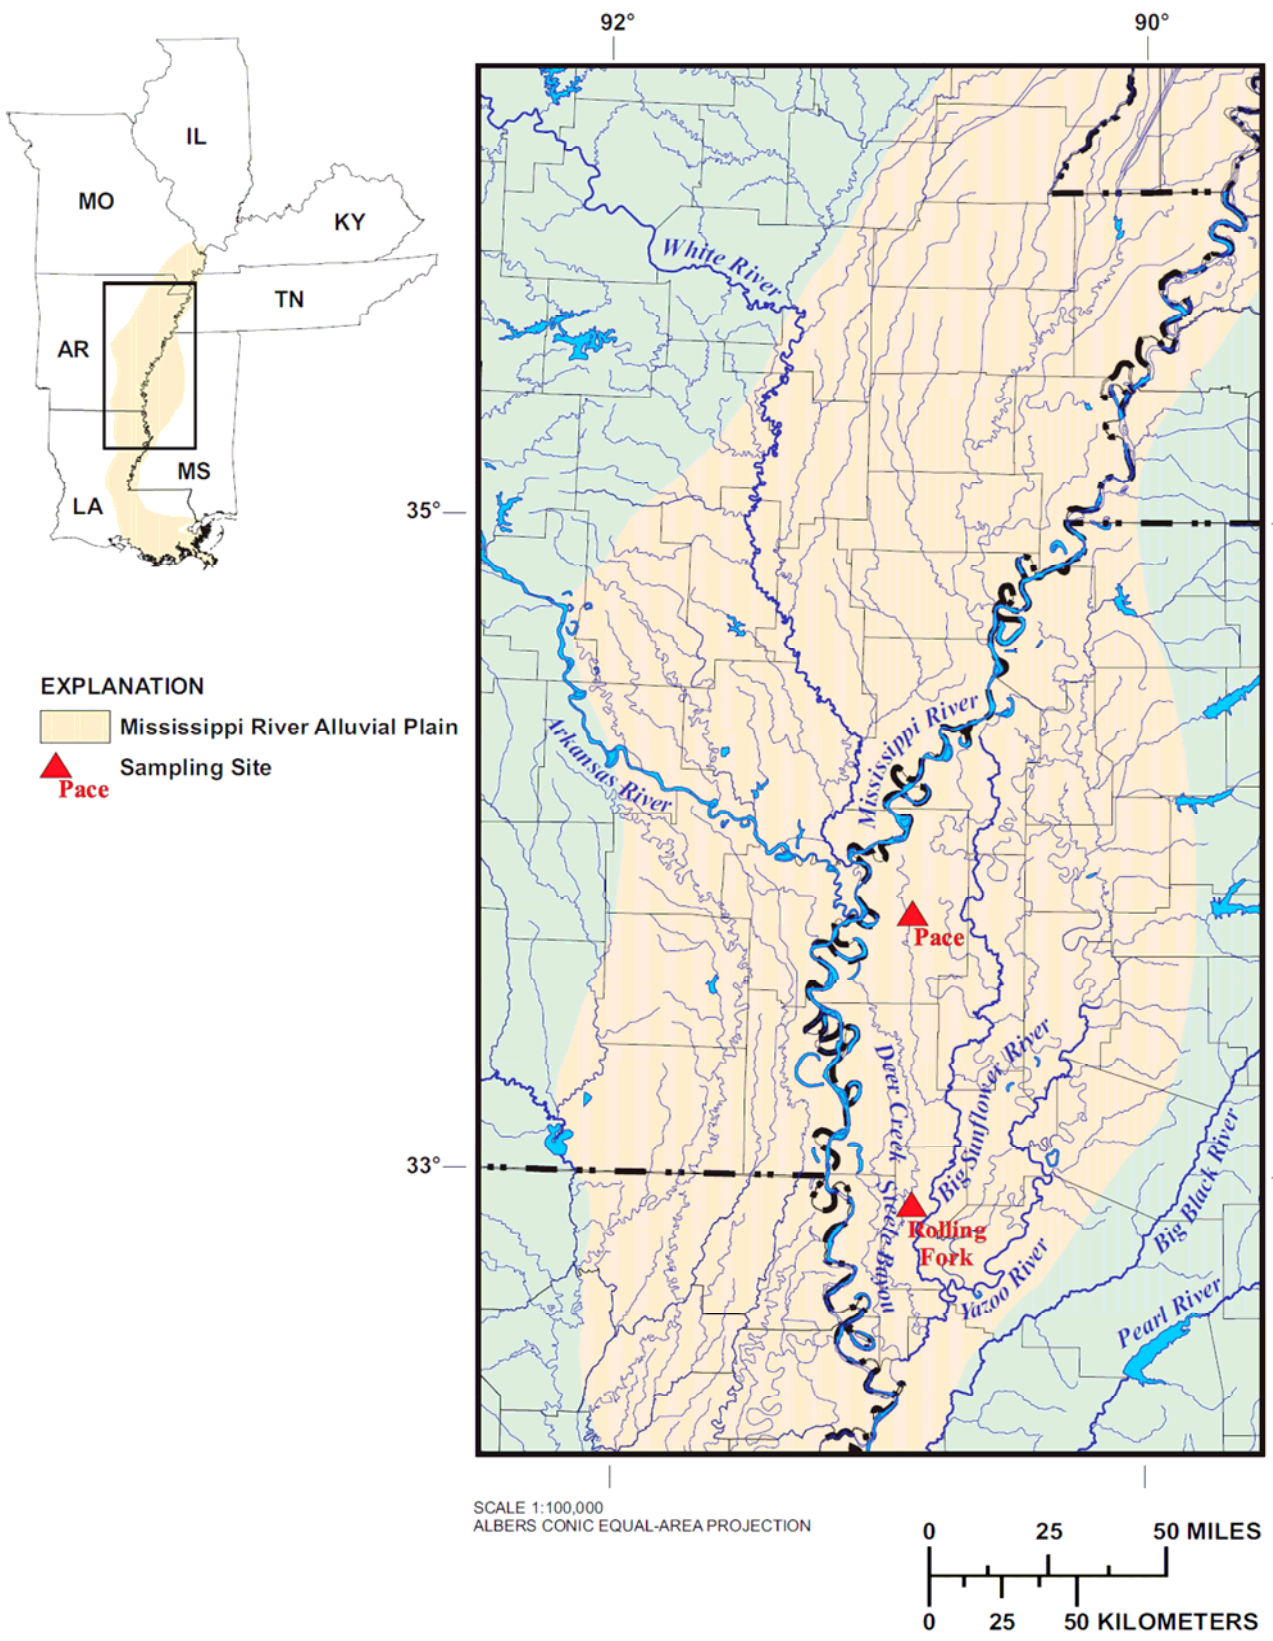 92°
90°
IL
MO
KY
TN
AR
MS
LA
White River
35°
EXPLANATION
Mississippi River Alluvial Plain
Sampling Site
Pace
Arkansas River
Mississippi River
Pace
Deer Creek
Big Sunflower River
33°
Steele Bayou
Rolling
Fork
Yazoo River
Big Black River
Pearl River
SCALE 1:100,000
ALBERS CONIC EQUAL-AREA PROJECTION
0 25 50 MILES
0 25 50 KILOMETERS